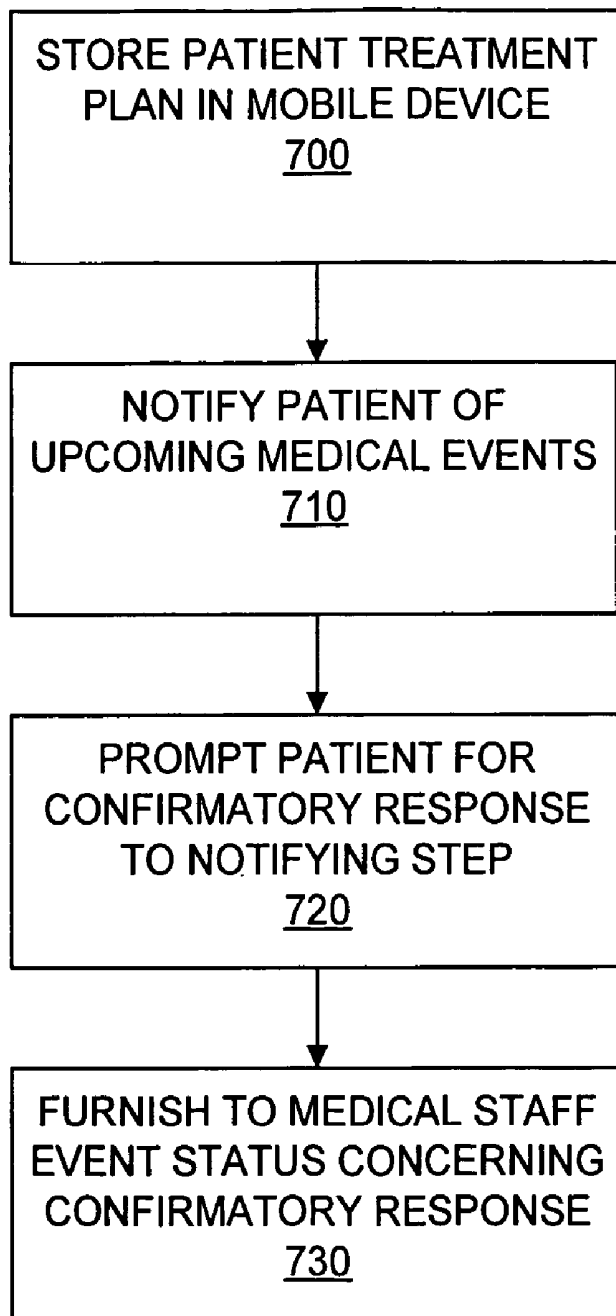 STORE PATIENT TREATMENT
PLAN IN MOBILE DEVICE
700
NOTIFY PATIENT OF
UPCOMING MEDICAL EVENTS
710
PROMPT PATIENT FOR
CONFIRMATORY RESPONSE
TO NOTIFYING STEP
720
FURNISH TO MEDICAL STAFF
EVENT STATUS CONCERNING
CONFIRMATORY RESPONSE
730